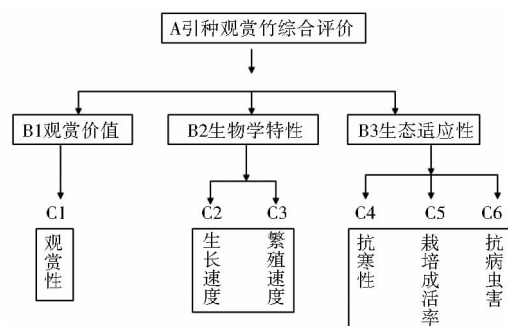 A引种观赏竹综合评价
B1观赏价值 B2生物学特性 B3生态适应性
C1 C2 C3 C4 C5 C6
观赏性
生长速度
繁殖速度
抗寒性
栽培成活率
抗病虫害